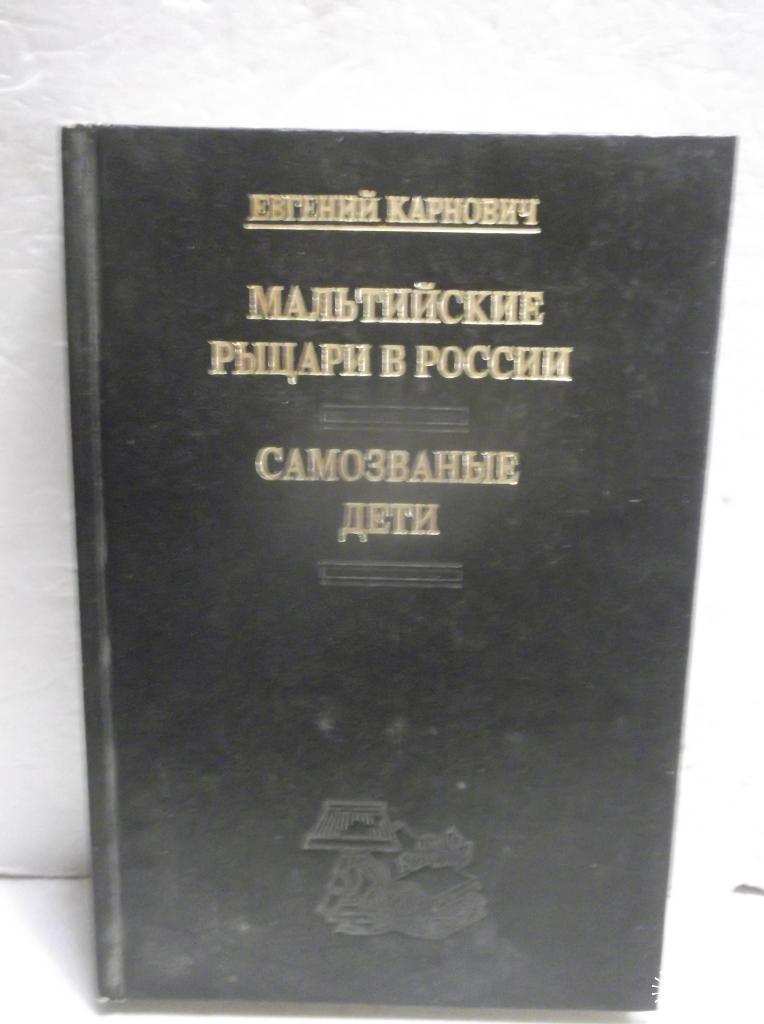 ЕВГЕНИЙ КАРНОВИЧ
МАЛЬТИЙСКИЕ
РЫЦАРИ В РОССИИ
САМОЗВАНЫЕ
ДЕТИ